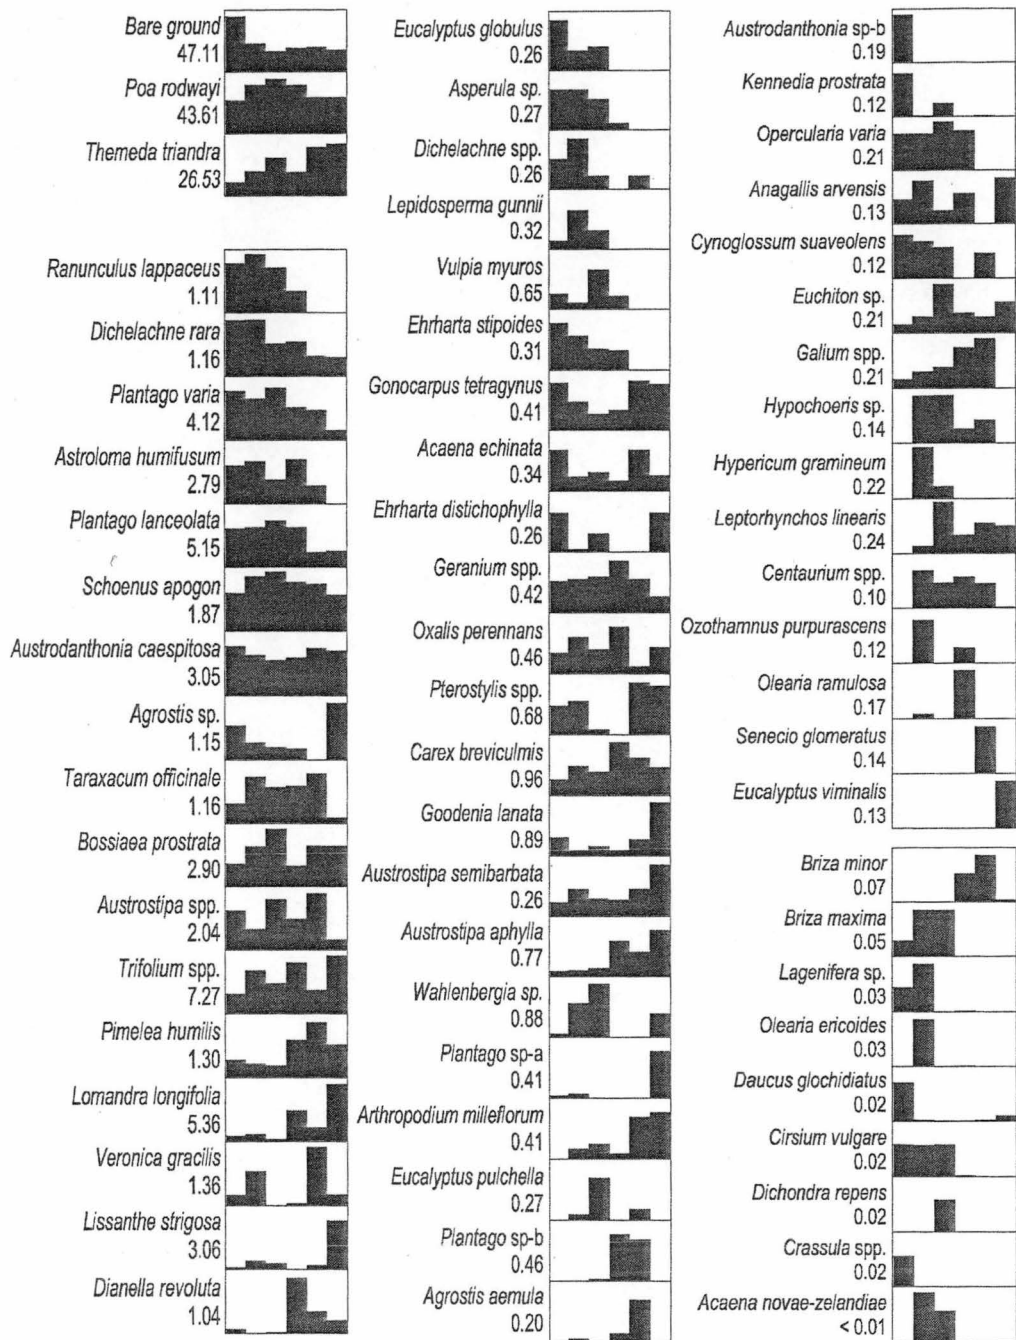 Bare ground
47.11
Poa rodwayi
43.61
Themeda triandra
26.53
Ranunculus lappaceus
1.11
Dichelachne rara
1.16
Plantago varia
4.12
Astroloma humifusum
2.79
Plantago lanceolata
5.15
Schoenus apogon
1.87
Austrodanthonia caespitosa
3.05
Agrostis sp.
1.15
Taraxacum officinale
1.16
Bossiaea prostrata
2.90
Austrostipa spp.
2.04
Trifolium spp.
7.27
Pimelea humilis
1.30
Lomandra longifolia
5.36
Veronica gracilis
1.36
Lissanthe strigosa
3.06
Dianella revoluta
1.04
Eucalyptus globulus
0.26
Asperula sp.
0.27
Dichelachne spp.
0.26
Lepidosperma gunnii
0.32
Vulpia myuros
0.65
Ehrharta stipoides
0.31
Gonocarpus tetragynus
0.41
Acaena echinata
0.34
Ehrharta distichophylla
0.26
Geranium spp.
0.42
Oxalis perennans
0.46
Pterostylis spp.
0.68
Carex breviculmis
0.96
Goodenia lanata
0.89
Austrostipa semibarbata
0.26
Austrostipa aphylla
0.77
Wahlenbergia sp.
0.88
Plantago sp-a
0.41
Arthropodium milleflorum
0.41
Eucalyptus pulchella
0.27
Plantago sp-b
0.46
Agrostis aemula
0.20
Austrodanthonia sp-b
0.19
Kennedia prostrata
0.12
Opercularia varia
0.21
Anagallis arvensis
0.13
Cynoglossum suaveolens
0.12
Euchiton sp.
0.21
Galium spp.
0.21
Hypochoeris sp.
0.14
Hypericum gramineum
0.22
Leptorhynchos linearis
0.24
Centaurium spp.
0.10
Ozothamnus purpurascens
0.12
Olearia ramulosa
0.17
Senecio glomeratus
0.14
Eucalyptus viminalis
0.13
Briza minor
0.07
Briza maxima
0.05
Lagenifera sp.
0.03
Olearia ericoides
0.03
Daucus glochidiatus
0.02
Cirsium vulgare
0.02
Dichondra repens
0.02
Crassula spp.
0.02
Acaena novae-zelandiae
< 0.01